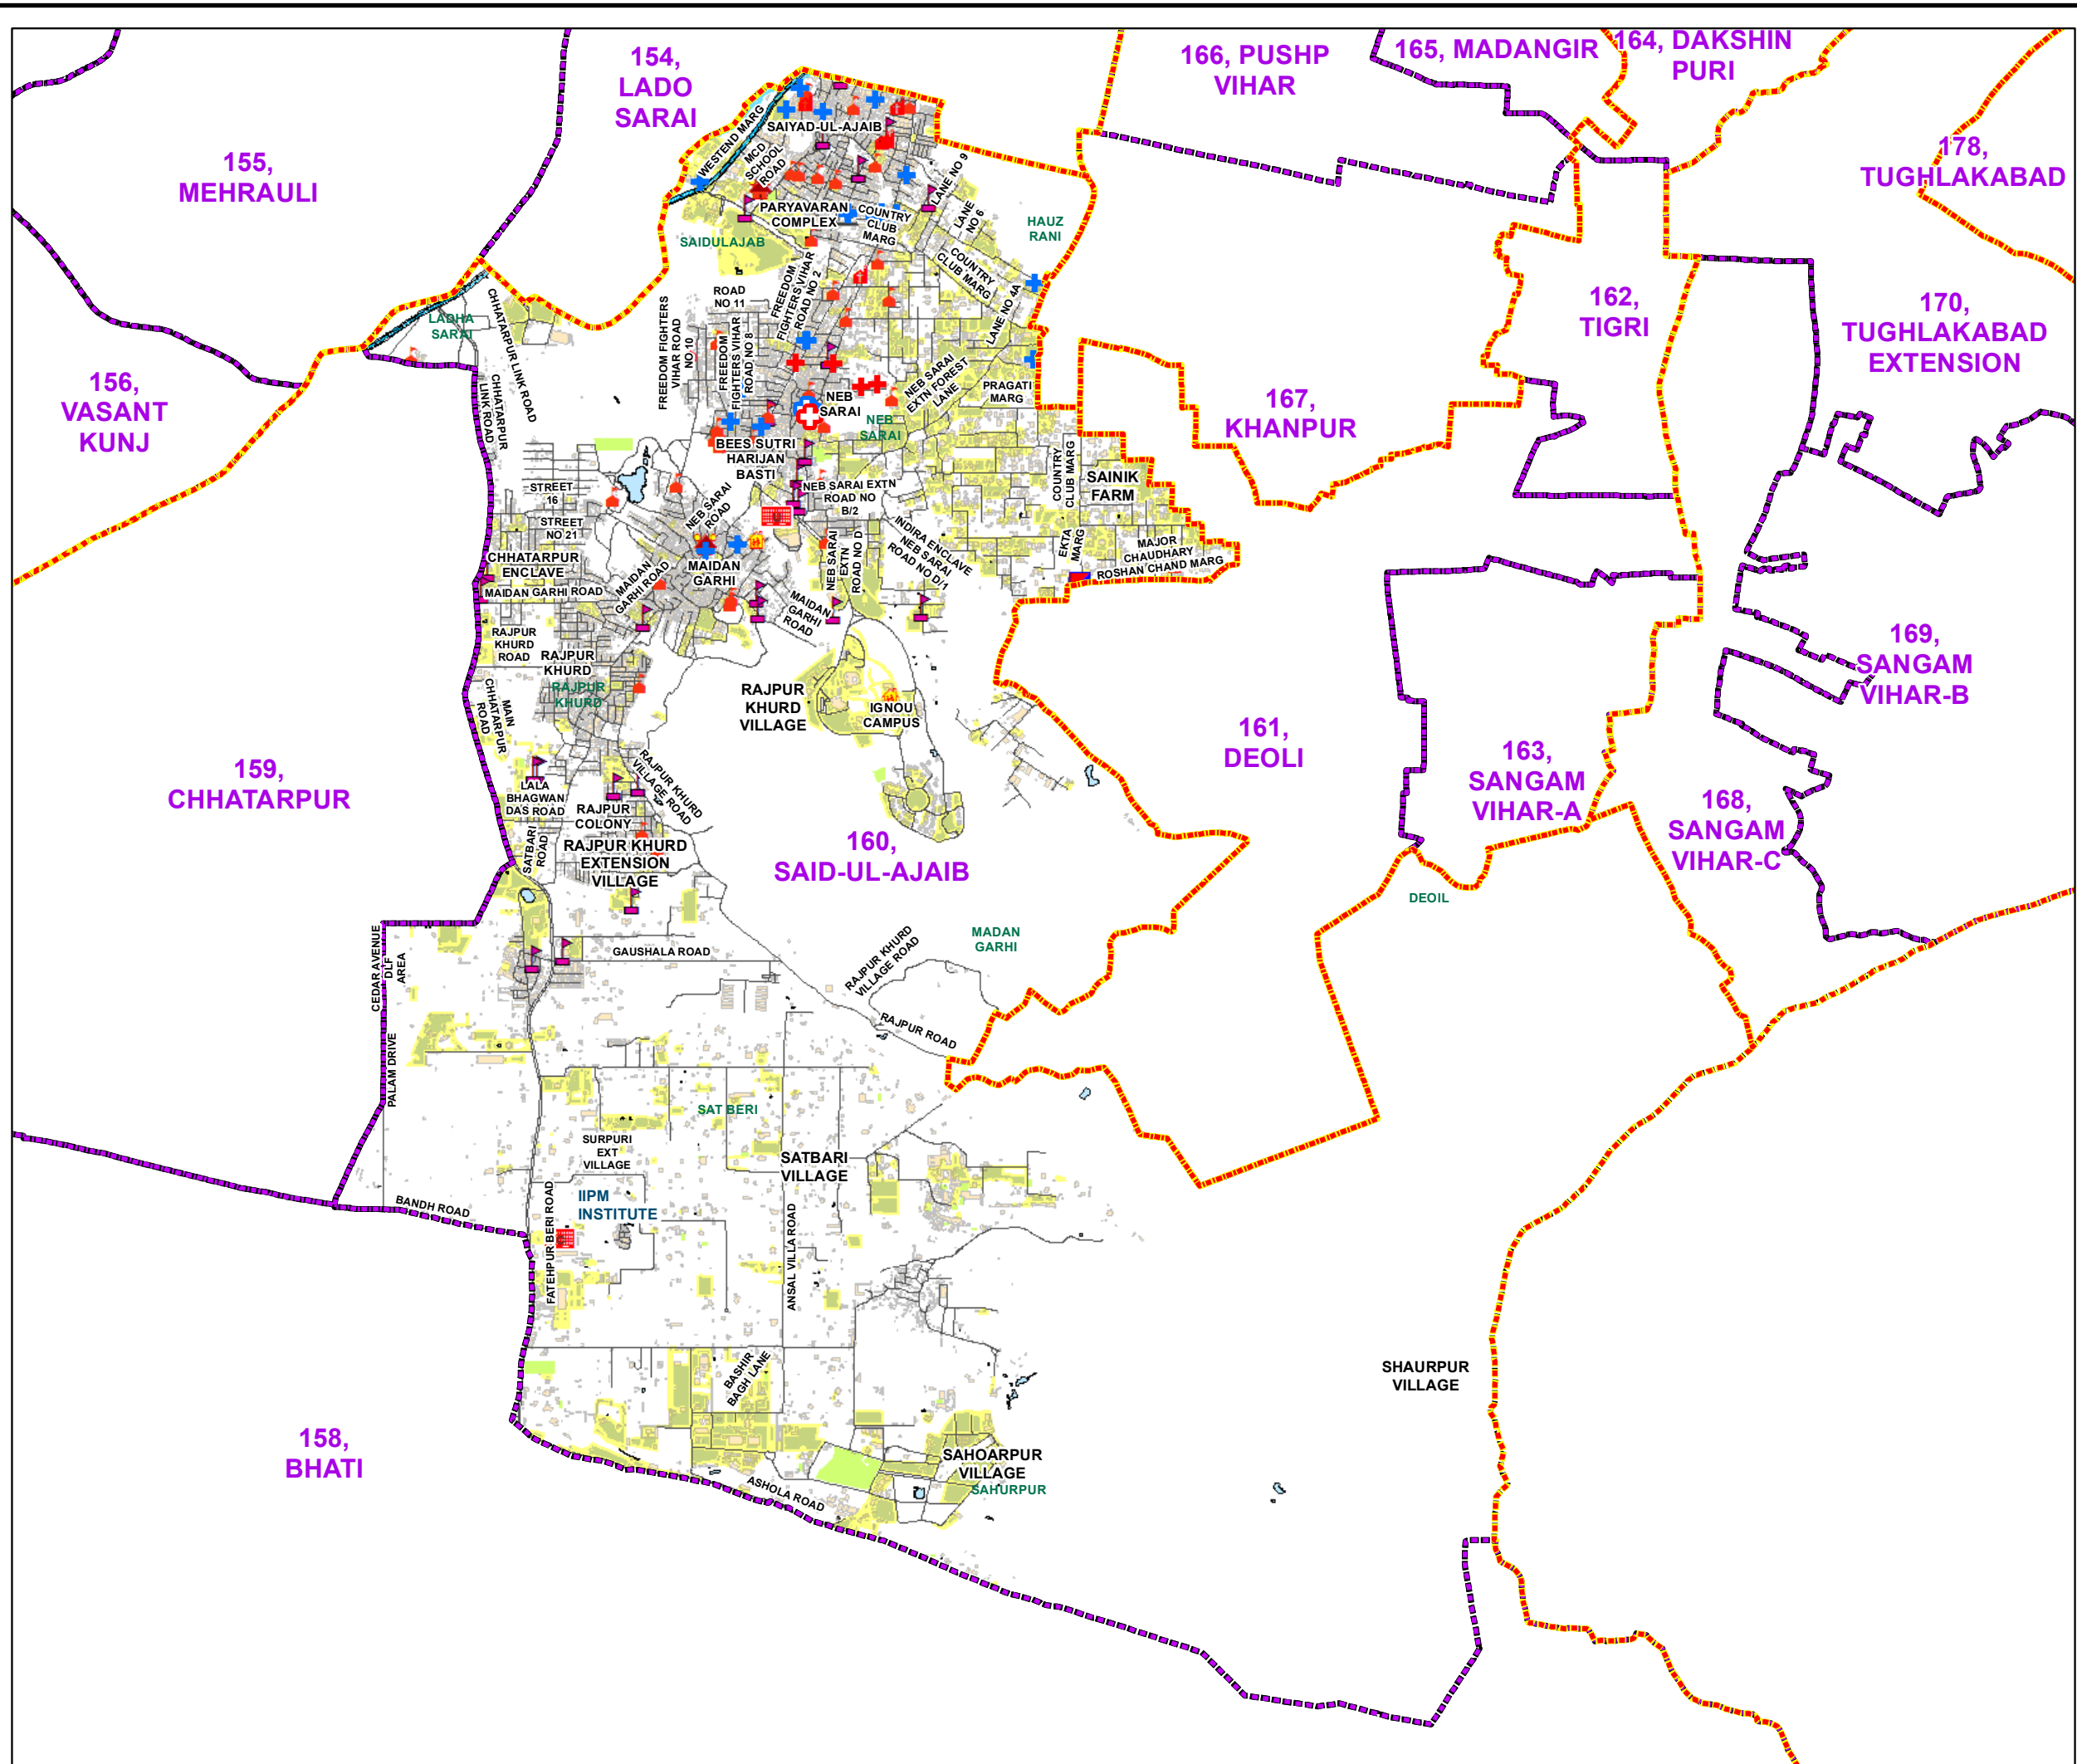 154,
LADO
SARAI
166, PUSHP
VIHAR
165, MADANGIR
164, DAKSHIN
PURI
155,
MEHRAULI
178,
TUGHLAKABAD
WESTEND MARG
SAIYAD-UL-AJAIB
MCD
SCHOOL
ROAD
LANE NO 9
LANE
NO 6
PARYAVARAN
COMPLEX
COUNTRY
CLUB
MARG
HAUZ
RANI
SAIDULAJAB
COUNTRY
CLUB MARG
FREEDOM
FIGHTERS VIHAR
ROAD NO 2
ROAD
NO 11
LANE NO 4A
LADHA
SARAI
CHHATARPUR LINK ROAD
FREEDOM FIGHTERS
VIHAR ROAD
NO 10
FREEDOM
FIGHTERS VIHAR
ROAD NO 8
162,
TIGRI
170,
TUGHLAKABAD
EXTENSION
156,
VASANT
KUNJ
CHHATARPUR
LINK ROAD
NEB SARAI
EXTN FOREST
LANE
PRAGATI
MARG
NEB
SARAI
NEB
SARAI
167,
KHANPUR
BEES SUTRI
HARIJAN
BASTI
COUNTRY
CLUB MARG
SAINIK
FARM
STREET
16
NEB SARAI
ROAD
NEB SARAI EXTN
ROAD NO
B/2
STREET
NO 21
INDIRA ENCLAVE
NEB SARAI
ROAD NO D/1
NEB SARAI
EXTN
ROAD NO D
EKTA
MARG
MAJOR
CHAUDHARY
ROSHAN CHAND MARG
CHHATARPUR
ENCLAVE
MAIDAN
GARHI
MAIDAN GARHI ROAD
MAIDAN
GARHI ROAD
MAIDAN
GARHI
ROAD
RAJPUR
KHURD
ROAD
RAJPUR
KHURD
RAJPUR
KHURD
169,
SANGAM
VIHAR-B
MAIN
CHHATARPUR
ROAD
RAJPUR
KHURD
VILLAGE
IGNOU
CAMPUS
161,
DEOLI
163,
SANGAM
VIHAR-A
159,
CHHATARPUR
LALA
BHAGWAN
DAS ROAD
RAJPUR KHURD
VILLAGE ROAD
RAJPUR
COLONY
168,
SANGAM
VIHAR-C
SATBARI
ROAD
RAJPUR KHURD
EXTENSION
VILLAGE
160,
SAID-UL-AJAIB
DEOIL
MADAN
GARHI
CEDAR AVENUE
DLF
AREA
GAUSHALA ROAD
RAJPUR KHURD
VILLAGE ROAD
RAJPUR ROAD
PALAM DRIVE
SAT BERI
SURPURI
EXT
VILLAGE
SATBARI
VILLAGE
BANDH ROAD
IIPM
INSTITUTE
FATEHPUR BERI ROAD
ANSAL VILLA ROAD
BASHIR
BAGH LANE
SHAURPUR
VILLAGE
158,
BHATI
SAHOARPUR
VILLAGE
SAHURPUR
ASHOLA ROAD